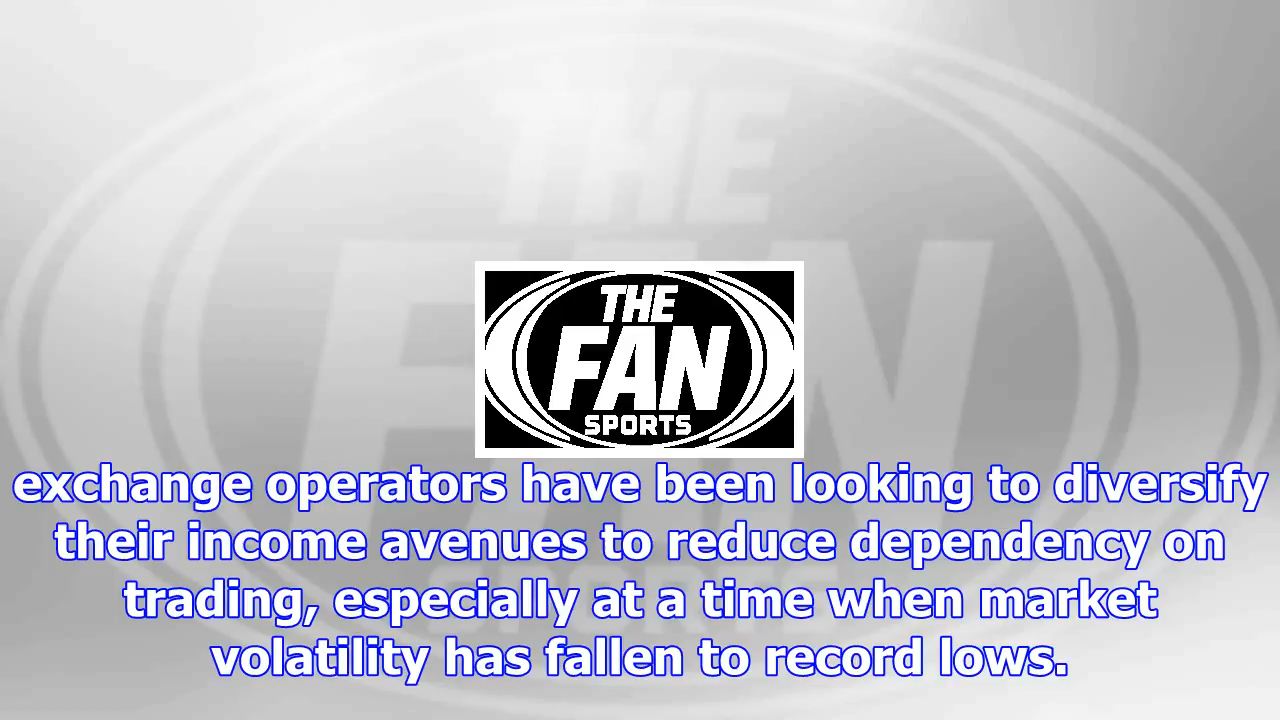 THE
FAN
SPORTS
exchange operators have been looking to diversify
their income avenues to reduce dependency on
trading, especially at a time when market
volatility has fallen to record lows.